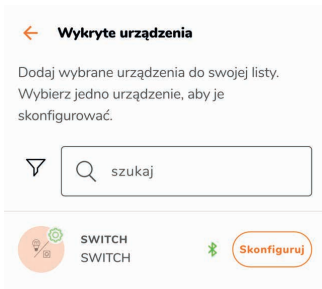 Wykryte urządzenia
Dodaj wybrane urządzenia do swojej listy.
Wybierz jedno urządzenie, aby je
skonfigurować.
szukaj
SWITCH
SWITCH
Skonfiguruj